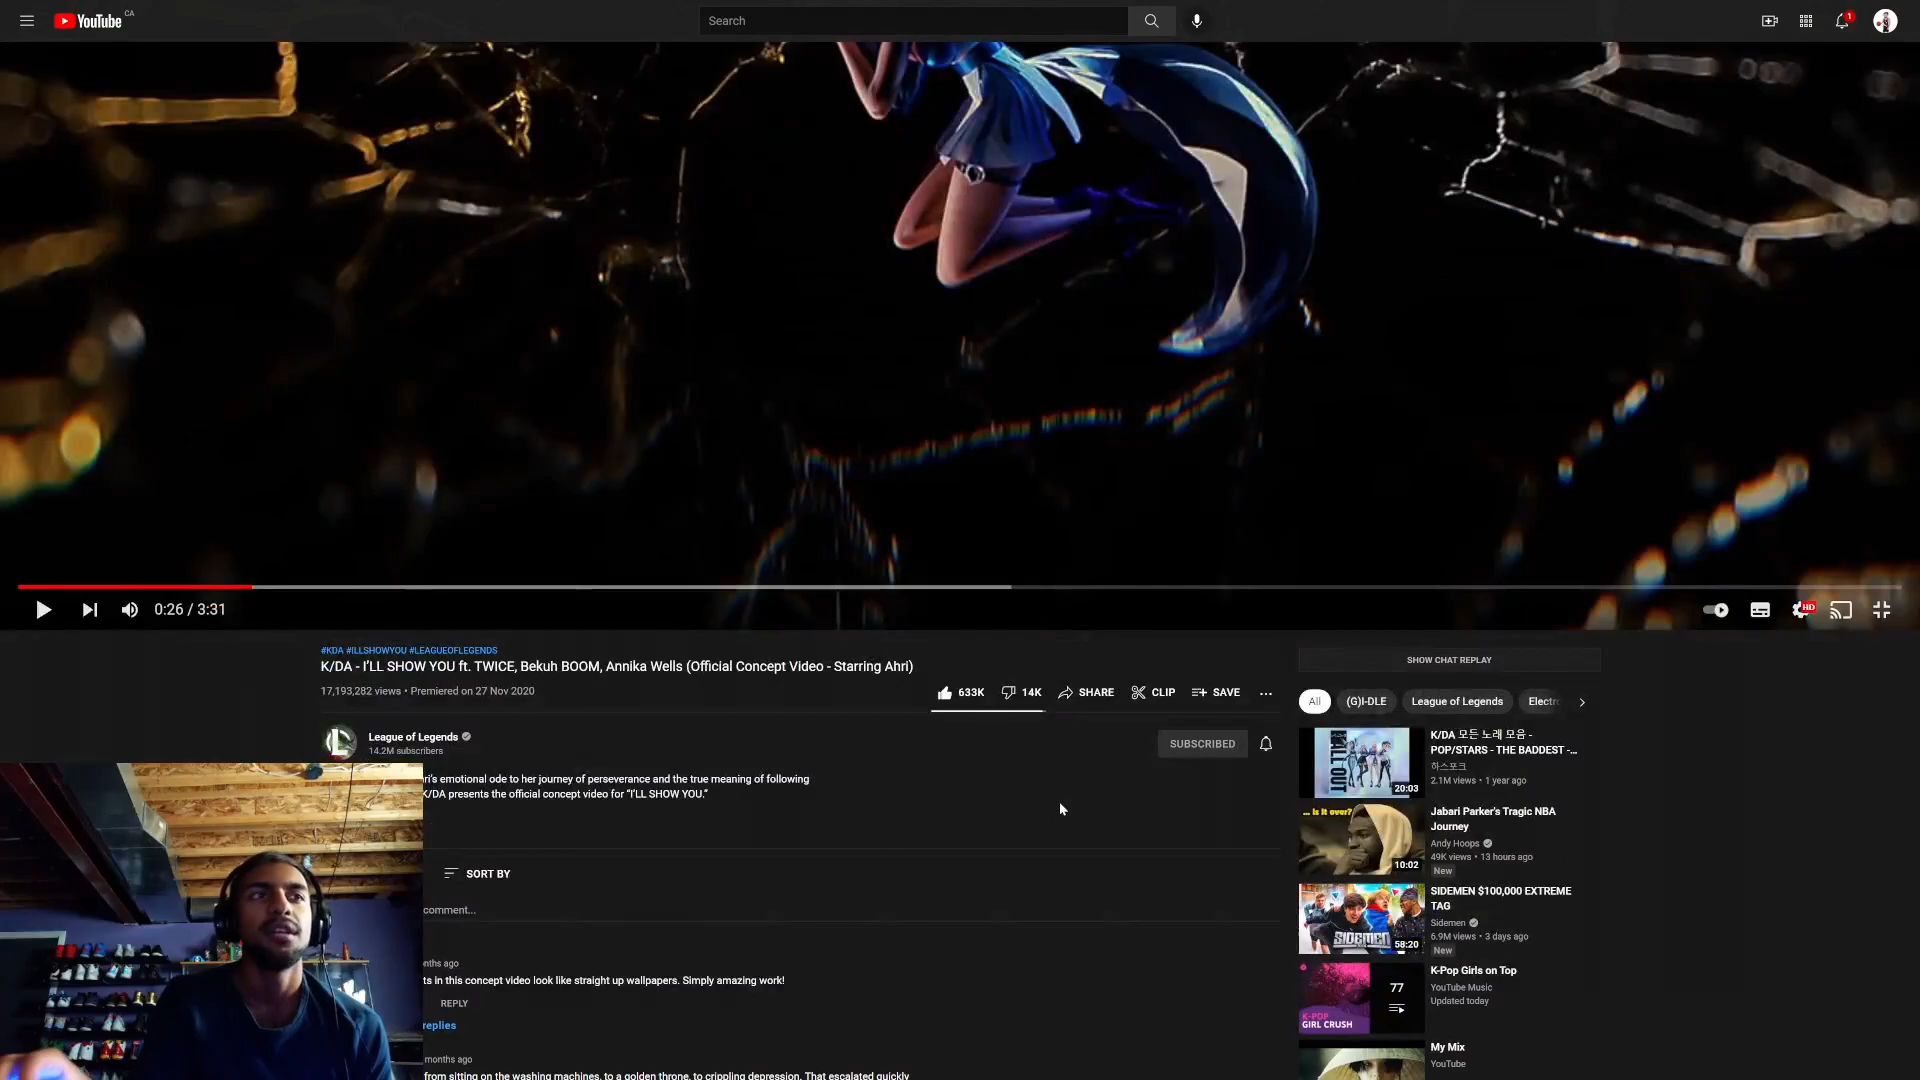 YouTube CA
Search
1
0:26 / 3:31
HD
#KDA #ILLSHOWYOU #LEAGUEOFLEGENDS
K/DA - I'LL SHOW YOU ft. TWICE, Bekuh BOOM, Annika Wells (Official Concept Video - Starring Ahri)
17,193,282 views • Premiered on 27 Nov 2020
633K
14K
SHARE
CLIP
SAVE
League of Legends
14.2M subscribers
SUBSCRIBED
ri's emotional ode to her journey of perseverance and the true meaning of following
K/DA presents the official concept video for “I'LL SHOW YOU.”
SORT BY
comment...
nths ago
ts in this concept video look like straight up wallpapers. Simply amazing work!
REPLY
replies
months ago
from sitting on the washing machines, to a golden throne, to crippling depression. That escalated quickly
SHOW CHAT REPLAY
All
(G)I-DLE
League of Legends
Electro
ALL OUT
20:03
K/DA 모든 노래 모음 -
POP/STARS - THE BADDEST -...
하스포크
2.1M views • 1 year ago
... is it over?
10:02
Jabari Parker's Tragic NBA
Journey
Andy Hoops
49K views • 13 hours ago
New
SIDEMEN
58:20
SIDEMEN $100,000 EXTREME
TAG
Sidemen
6.9M views • 3 days ago
New
K-POP
GIRL CRUSH
77
K-Pop Girls on Top
YouTube Music
Updated today
My Mix
YouTube